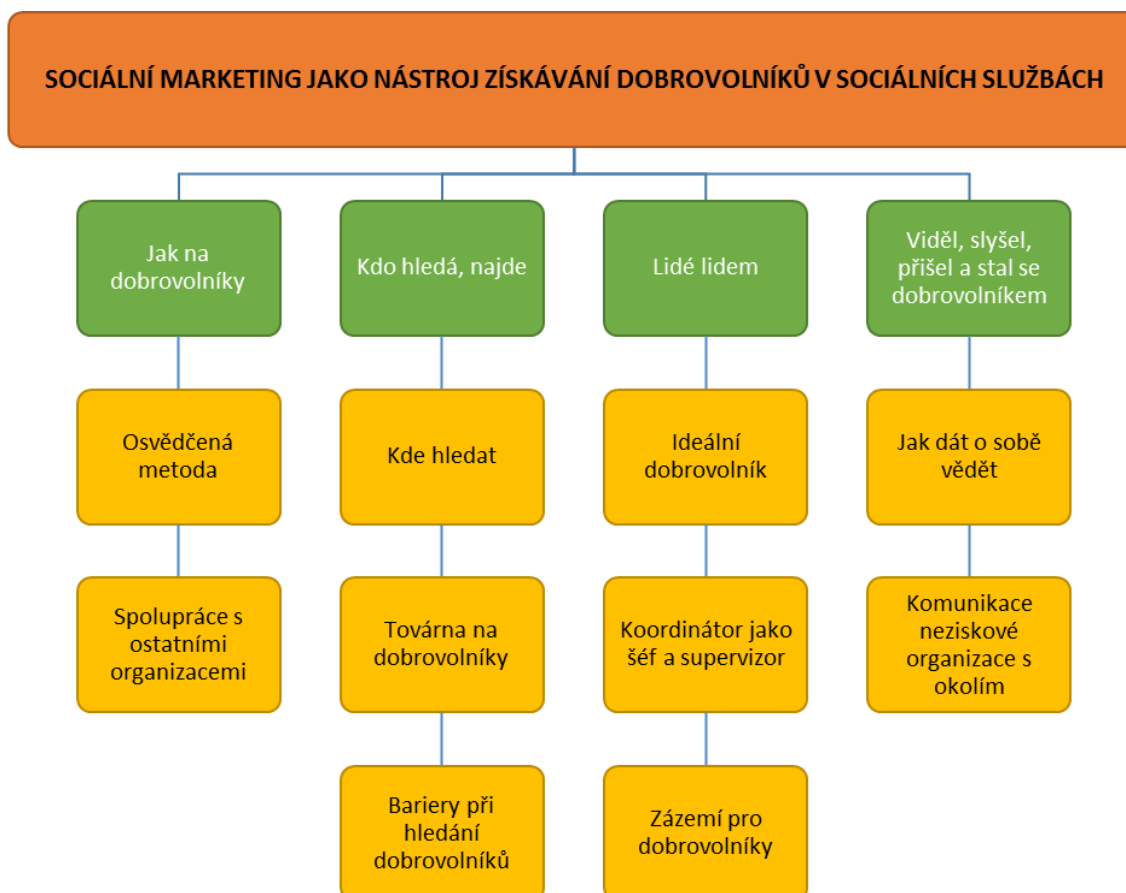 SOCIÁLNÍ MARKETING JAKO NÁSTROJ ZÍSKÁVÁNÍ DOBROVOLNÍKŮ V SOCIÁLNÍCH SLUŽBÁCH
Jak na
dobrovolníky
Kdo hledá, najde
Lidé lidem
Viděl, slyšel,
přišel a stal se
dobrovolníkem
Osvědčená
metoda
Kde hledat
Ideální
dobrovolník
Jak dát o sobě
vědět
Spolupráce s
ostatními
organizacemi
Továrna na
dobrovolníky
Koordinátor jako
šéf a supervizor
Komunikace
neziskové
organizace s
okolím
Bariery při
hledání
dobrovolníků
Zázemí pro
dobrovolníky